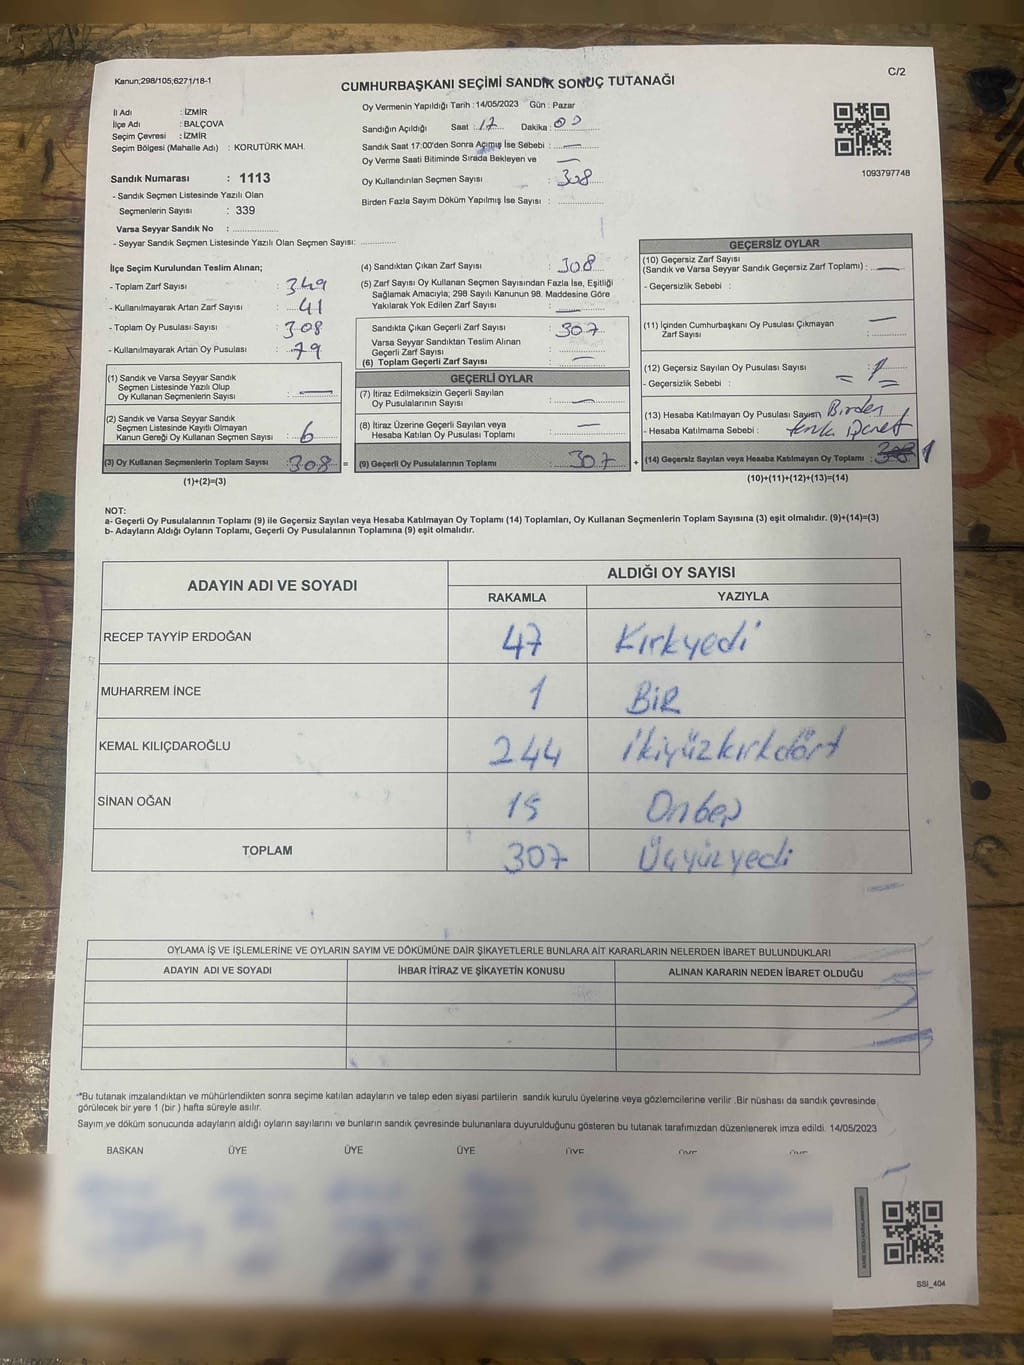 Kanun;298/105;6271/18-1
C/2
CUMHURBAŞKANI SEÇİMİ SANDIK SONUÇ TUTANAĞI
İl Adı : İZMİR
İlçe Adı : BALÇOVA
Seçim Çevresi : İZMİR
Seçim Bölgesi (Mahalle Adı) : KORUTÜRK MAH.
Sandık Numarası : 1113
- Sandık Seçmen Listesinde Yazılı Olan
Seçmenlerin Sayısı : 339
Varsa Seyyar Sandık No : ..................
- Seyyar Sandık Seçmen Listesinde Yazılı Olan Seçmen Sayısı: ............
Oy Vermenin Yapıldığı Tarih : 14/05/2023 Gün : Pazar
Sandığın Açıldığı Saat : 17 Dakika : 00
Sandık Saat 17:00'den Sonra Açımış İse Sebebi : —
Oy Verme Saati Bitiminde Sırada Bekleyen ve —
Oy Kullandırılan Seçmen Sayısı : 308
Birden Fazla Sayım Döküm Yapılmış İse Sayısı : ............
1093797748
İlçe Seçim Kurulundan Teslim Alınan;
- Toplam Zarf Sayısı : 349
- Kullanılmayarak Artan Zarf Sayısı : 41
- Toplam Oy Pusulası Sayısı : 308
- Kullanılmayarak Artan Oy Pusulası : 79
(1) Sandık ve Varsa Seyyar Sandık
Seçmen Listesinde Yazılı Olup
Oy Kullanan Seçmenlerin Sayısı : —
(2) Sandık ve Varsa Seyyar Sandık
Seçmen Listesinde Kayıtlı Olmayan
Kanun Gereği Oy Kullanan Seçmen Sayısı : 6
(3) Oy Kullanan Seçmenlerin Toplam Sayısı 308 =
(1)+(2)=(3)
(4) Sandıktan Çıkan Zarf Sayısı : 308
(5) Zarf Sayısı Oy Kullanan Seçmen Sayısından Fazla İse, Eşitliği
Sağlamak Amacıyla; 298 Sayılı Kanunun 98. Maddesine Göre
Yakılarak Yok Edilen Zarf Sayısı : —
Sandıkta Çıkan Geçerli Zarf Sayısı : 307
Varsa Seyyar Sandıktan Teslim Alınan
Geçerli Zarf Sayısı : ............
(6) Toplam Geçerli Zarf Sayısı : —
GEÇERLİ OYLAR
(7) İtiraz Edilmeksizin Geçerli Sayılan
Oy Pusulalarının Sayısı : —
(8) İtiraz Üzerine Geçerli Sayılan veya
Hesaba Katılan Oy Pusulaları Toplamı : —
(9) Geçerli Oy Pusulalarının Toplamı : 307 +
GEÇERSİZ OYLAR
(10) Geçersiz Zarf Sayısı
(Sandık ve Varsa Seyyar Sandık Geçersiz Zarf Toplamı) : —
- Geçersizlik Sebebi :
(11) İçinden Cumhurbaşkanı Oy Pusulası Çıkmayan —
Zarf Sayısı : ............
(12) Geçersiz Sayılan Oy Pusulası Sayısı : = 1 =
- Geçersizlik Sebebi :
(13) Hesaba Katılmayan Oy Pusulası Sayısı Birden
- Hesaba Katılmama Sebebi : fazla işaret
(14) Geçersiz Sayılan veya Hesaba Katılmayan Oy Toplamı : 1
(10)+(11)+(12)+(13)=(14)
NOT:
a- Geçerli Oy Pusulalarının Toplamı (9) ile Geçersiz Sayılan veya Hesaba Katılmayan Oy Toplamı (14) Toplamları, Oy Kullanan Seçmenlerin Toplam Sayısına (3) eşit olmalıdır. (9)+(14)=(3)
b- Adayların Aldığı Oyların Toplamı, Geçerli Oy Pusulalarının Toplamına (9) eşit olmalıdır.
ADAYIN ADI VE SOYADI
ALDIĞI OY SAYISI
RAKAMLA YAZIYLA
RECEP TAYYİP ERDOĞAN 47 Kırkyedi
MUHARREM İNCE 1 BİR
KEMAL KILIÇDAROĞLU 244 İkiyüzkırkdört
SİNAN OĞAN 15 Onbeş
TOPLAM 307 Üçyüzyedi
OYLAMA İŞ VE İŞLEMLERİNE VE OYLARIN SAYIM VE DÖKÜMÜNE DAİR ŞİKAYETLERLE BUNLARA AİT KARARLARIN NELERDEN İBARET BULUNDUKLARI
ADAYIN ADI VE SOYADI İHBAR İTİRAZ VE ŞİKAYETİN KONUSU ALINAN KARARIN NEDEN İBARET OLDUĞU
**Bu tutanak imzalandıktan ve mühürlendikten sonra seçime katılan adayların ve talep eden siyasi partilerin sandık kurulu üyelerine veya gözlemcilerine verilir .Bir nüshası da sandık çevresinde
görülecek bir yere 1 (bir ) hafta süreyle asılır.
Sayım ve döküm sonucunda adayların aldığı oyların sayılarını ve bunların sandık çevresinde bulunanlara duyurulduğunu gösteren bu tutanak tarafımızdan düzenlenerek imza edildi. 14/05/2023
BAŞKAN ÜYE ÜYE ÜYE ÜYE ÜYE ÜYE
SSI_404